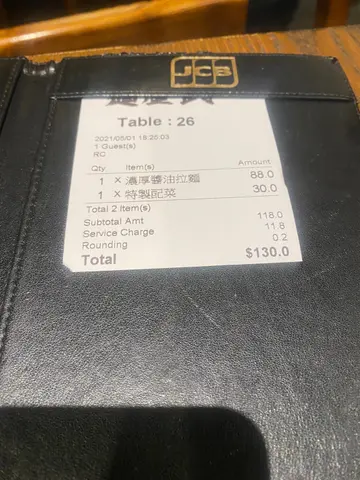 JCB
Table : 26
2021/06/01 18:26:03
1 Guest(s)
RC
Qty Item(s) Amount
1 × 濃厚醬油拉麵 88.0
1 × 特製配菜 30.0
Total 2 Item(s)
Subtotal Amt 118.0
Service Charge 11.8
Rounding 0.2
Total $130.0